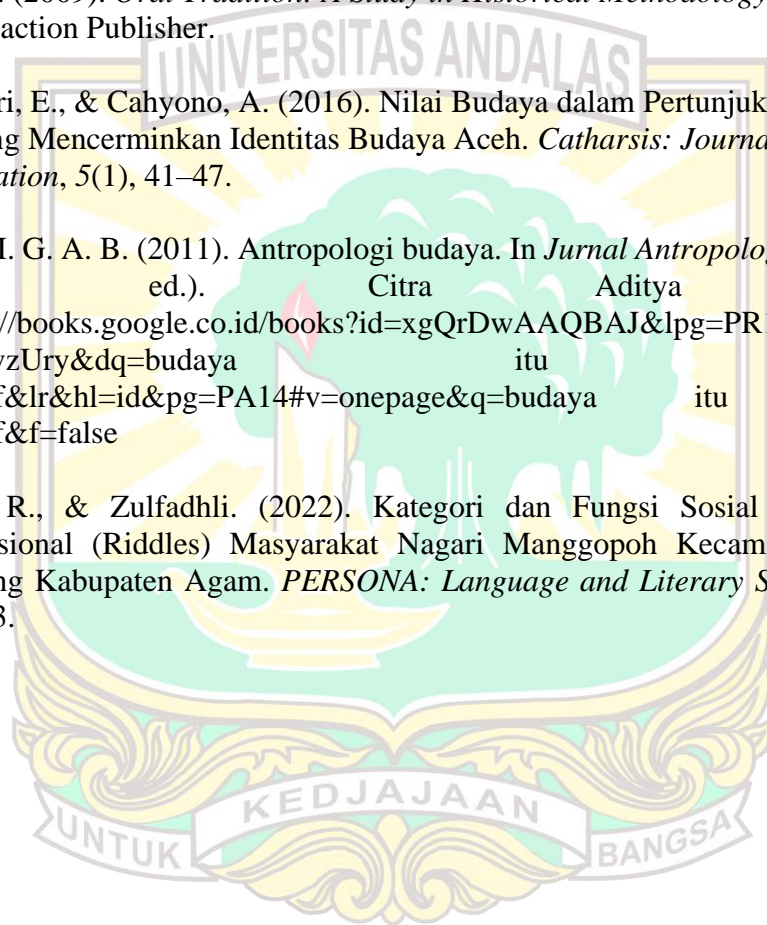 . (2009). Oral Tradition: A Study in Historical Methodology
action Publisher.
UNIVERSITAS ANDALAS
ri, E., & Cahyono, A. (2016). Nilai Budaya dalam Pertunjuk
ng Mencerminkan Identitas Budaya Aceh. Catharsis: Journa
ation, 5(1), 41–47.
I. G. A. B. (2011). Antropologi budaya. In Jurnal Antropolog
ed.). Citra Aditya
//books.google.co.id/books?id=xgQrDwAAQBAJ&lpg=PR1
vzUry&dq=budaya itu
f&lr&hl=id&pg=PA14#v=onepage&q=budaya itu
f&f=false
R., & Zulfadhli. (2022). Kategori dan Fungsi Sosial
sional (Riddles) Masyarakat Nagari Manggopoh Kecam
ng Kabupaten Agam. PERSONA: Language and Literary S
3.
UNTUK KEDJAJAAN BANGSA